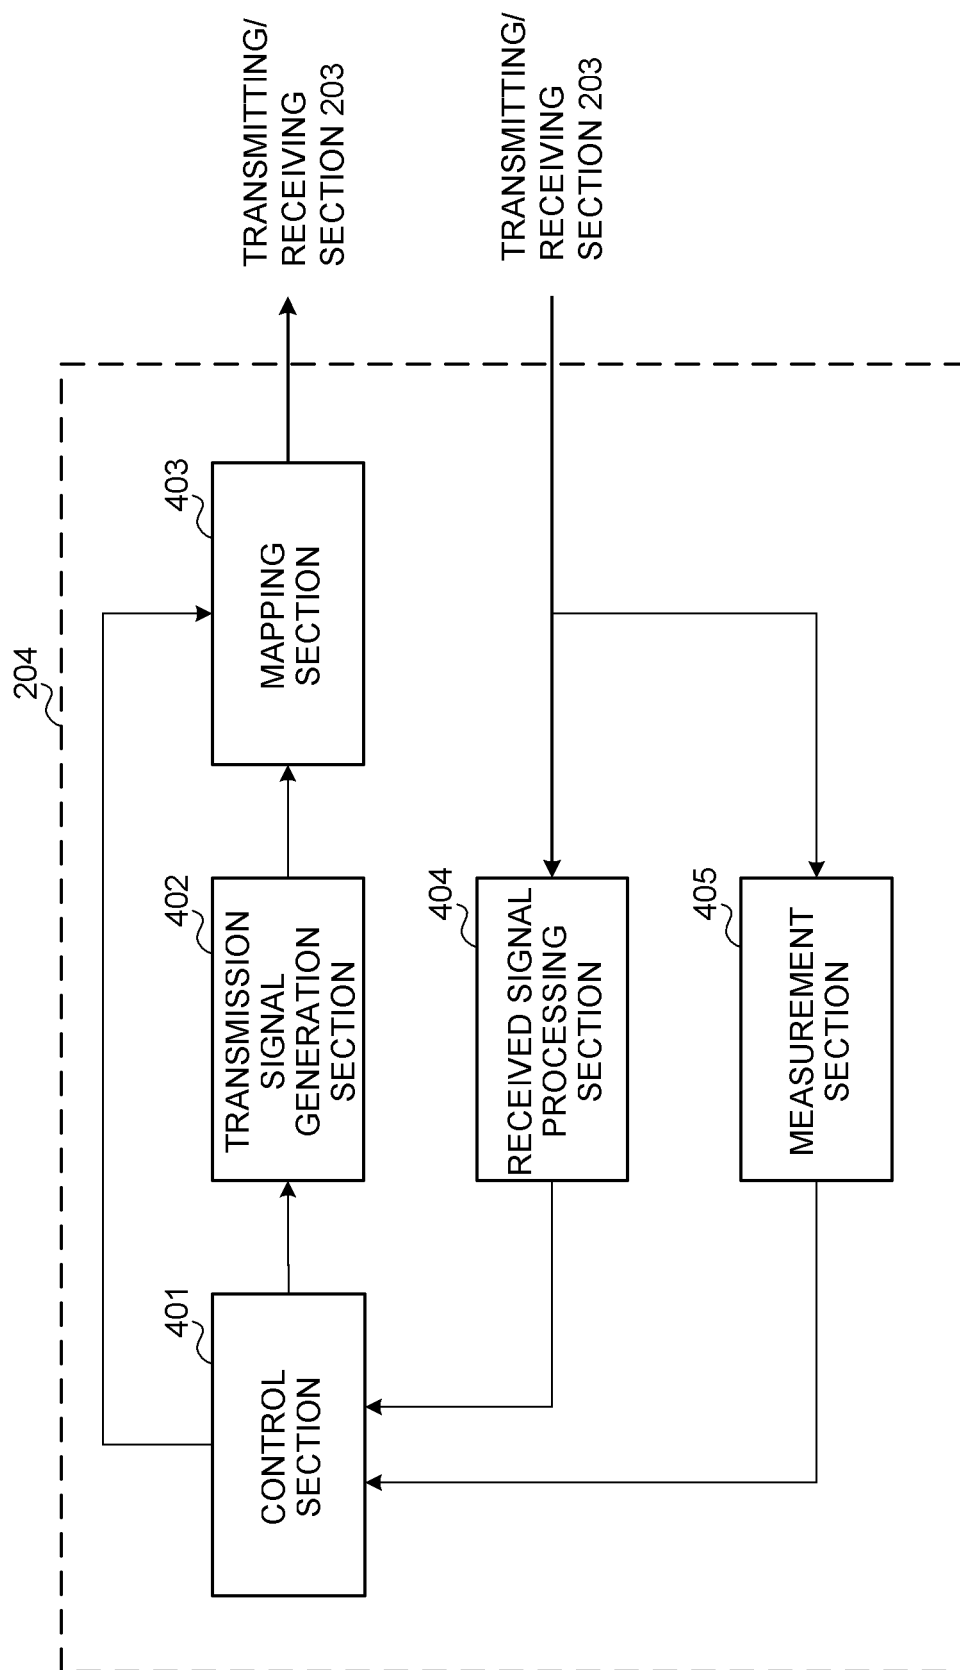 204
401
CONTROL
SECTION
402
TRANSMISSION
SIGNAL
GENERATION
SECTION
403
MAPPING
SECTION
TRANSMITTING/
RECEIVING
SECTION 203
404
RECEIVED SIGNAL
PROCESSING
SECTION
TRANSMITTING/
RECEIVING
SECTION 203
405
MEASUREMENT
SECTION